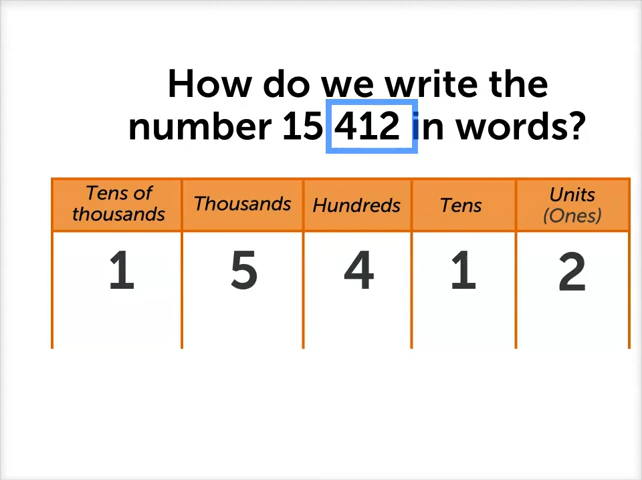 How do we write the
number 15 412 in words?
Tens of thousands Thousands Hundreds Tens Units (Ones)
1 5 4 1 2